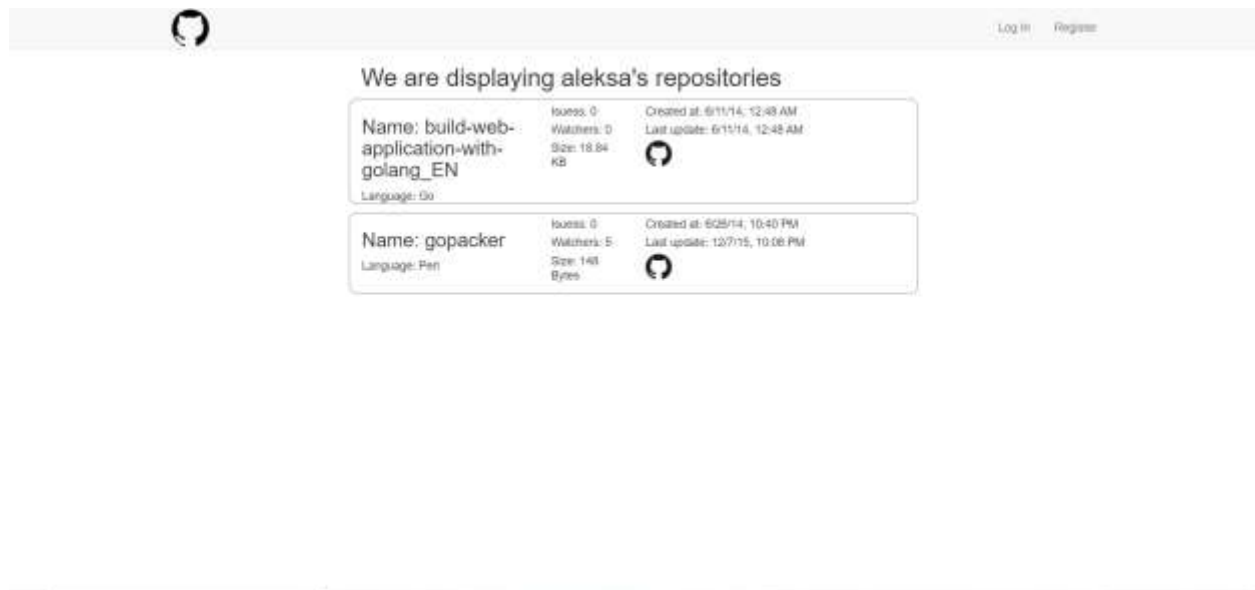 Log In Register
We are displaying aleksa's repositories
Name: build-web-
application-with-
golang_EN
Language: Go
Issues: 0
Watchers: 0
Size: 18.84
KB
Created at: 6/11/14, 12:48 AM
Last update: 6/11/14, 12:48 AM
Name: gopacker
Language:
Issues: 0
Watchers: 5
Size: 148
Bytes
Created at: 6/26/14, 10:40 PM
Last update: 12/7/15, 10:08 PM